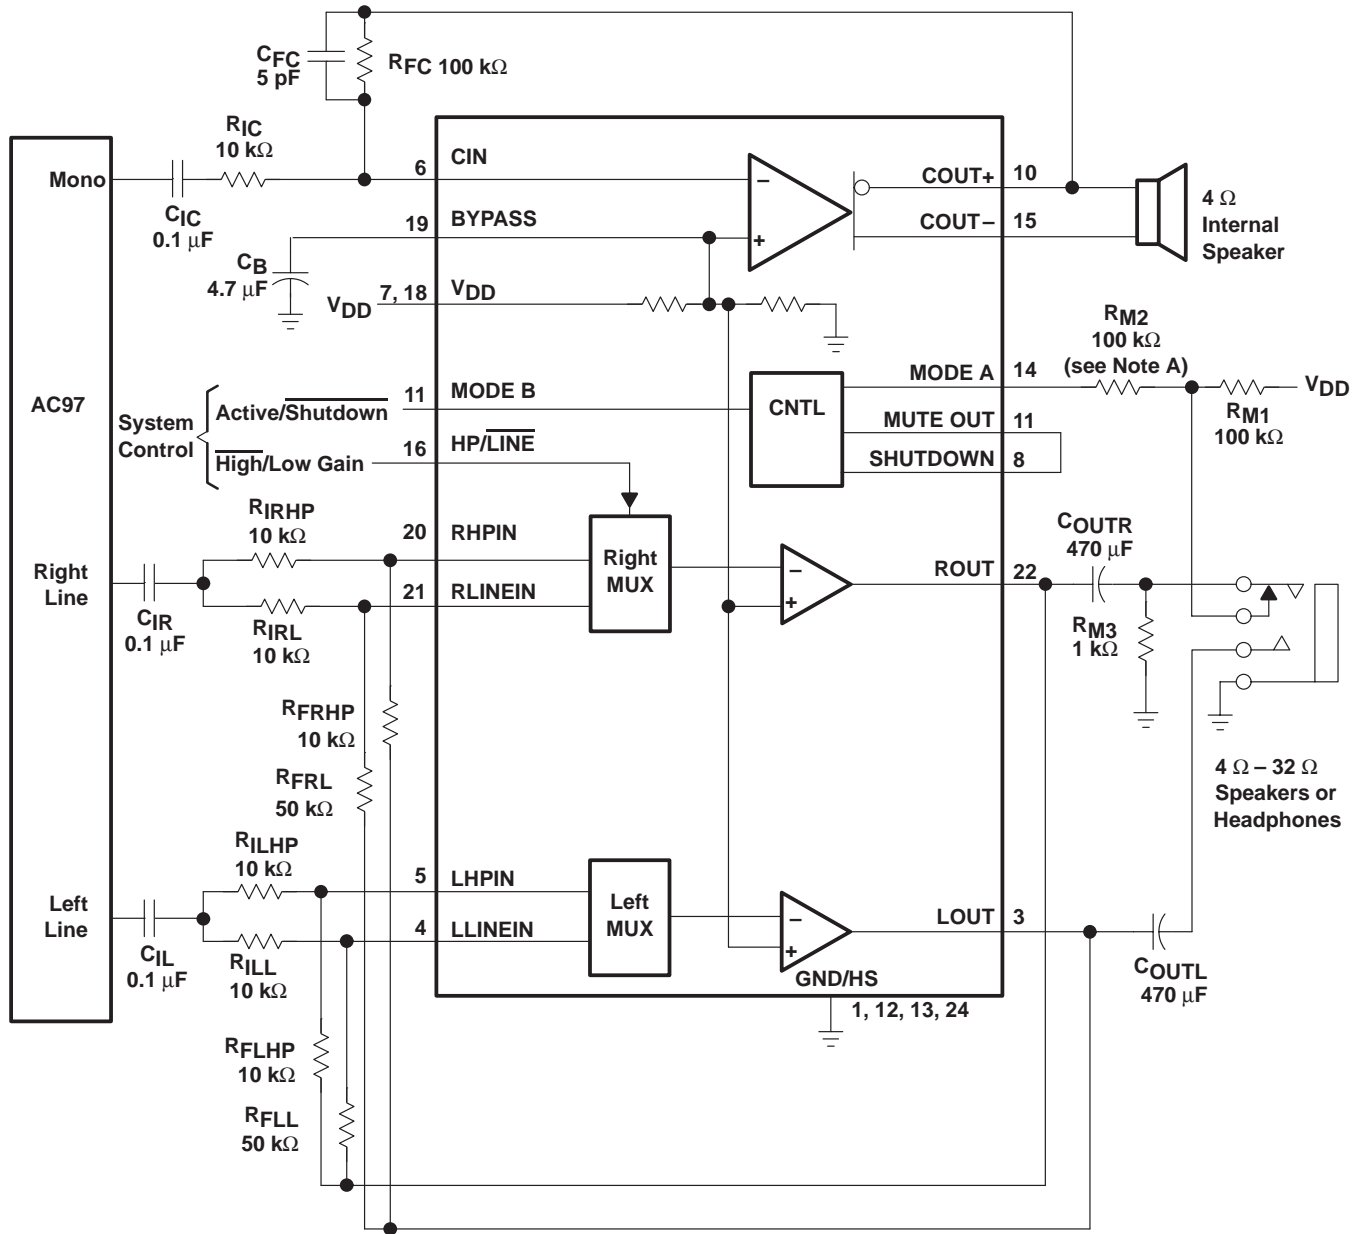 CFC
5 pF
RFC 100 kΩ
RIC
10 kΩ
Mono
CIC
0.1 µF
6
CIN
COUT+
10
19
BYPASS
COUT−
15
4 Ω
Internal
Speaker
CB
4.7 µF
VDD
7, 18
VDD
RM2
100 kΩ
(see Note A)
MODE A
14
VDD
RM1
100 kΩ
AC97
System
Control
Active/Shutdown
11
MODE B
CNTL
MUTE OUT
11
High/Low Gain
16
HP/LINE
SHUTDOWN
8
RIRHP
10 kΩ
20
RHPIN
Right
MUX
COUTR
470 µF
Right
Line
CIR
0.1 µF
21
RLINEIN
ROUT
22
RIRL
10 kΩ
RM3
1 kΩ
RFRHP
10 kΩ
RFRL
50 kΩ
4 Ω – 32 Ω
Speakers or
Headphones
RILHP
10 kΩ
5
LHPIN
Left
MUX
Left
Line
CIL
0.1 µF
4
LLINEIN
LOUT
3
RILL
10 kΩ
COUTL
470 µF
GND/HS
1, 12, 13, 24
RFLHP
10 kΩ
RFLL
50 kΩ
− +
− +
− +